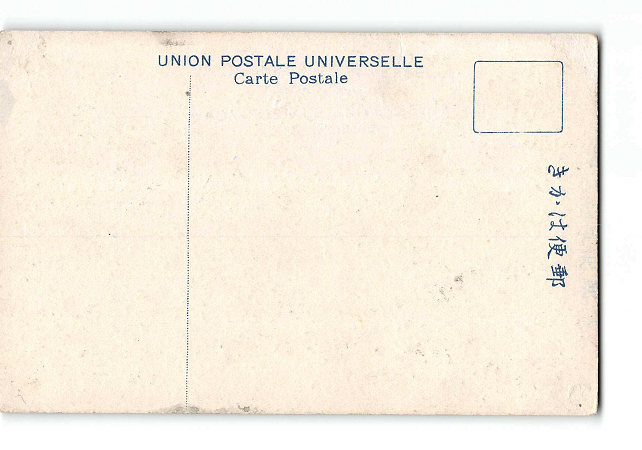 UNION POSTALE UNIVERSELLE
Carte Postale
きかは便郵